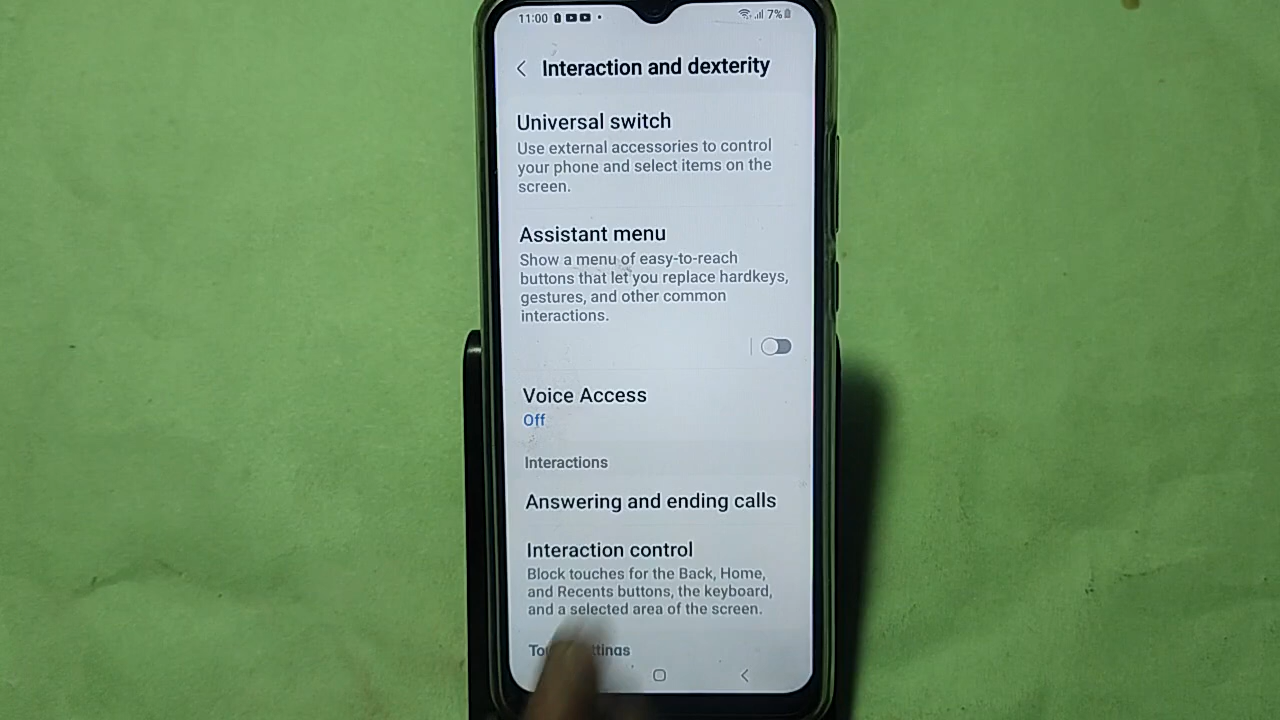 11:00
7%
Interaction and dexterity
Universal switch
Use external accessories to control
your phone and select items on the
screen.
Assistant menu
Show a menu of easy-to-reach
buttons that let you replace hardkeys,
gestures, and other common
interactions.
Voice Access
Off
Interactions
Answering and ending calls
Interaction control
Block touches for the Back, Home,
and Recents buttons, the keyboard,
and a selected area of the screen.